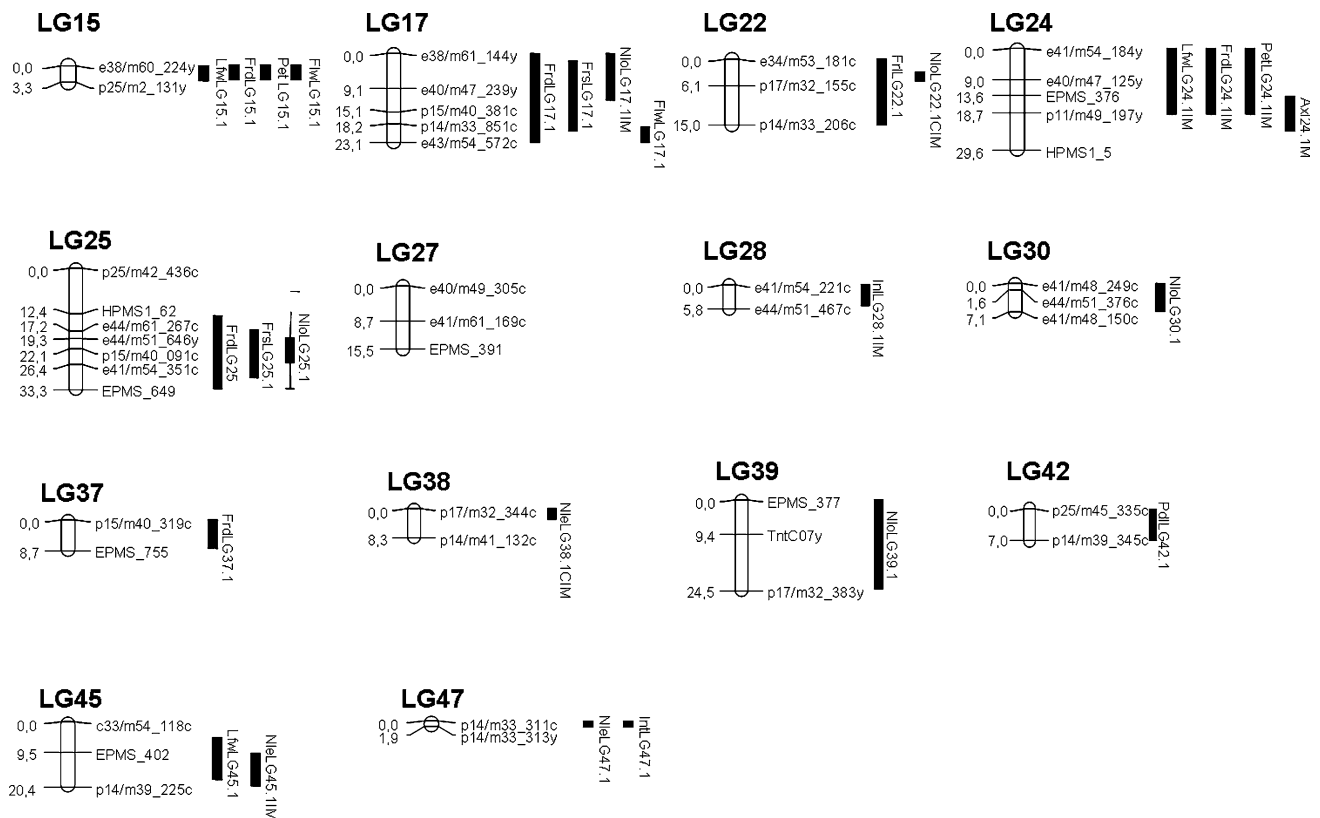 LG15
0,0 e38/m60_224y
3,3 p25/m2_131y
LfwLG15.1
FrdLG15.1
PetLG15.1
FlwLG15.1
LG17
0,0 e38/m61_144y
9,1 e40/m47_239y
15,1 p15/m40_381c
18,2 p14/m33_851c
23,1 e43/m54_572c
FrdLG17.1
FrsLG17.1
NloLG17.1IM
FlwLG17.1
LG22
0,0 e34/m53_181c
6,1 p17/m32_155c
15,0 p14/m33_206c
FrlLG22.1
NloLG22.1CIM
LG24
0,0 e41/m54_184y
9,0 e40/m47_125y
13,6 EPMS_376
18,7 p11/m49_197y
29,6 HPMS1_5
LfwLG24.1IM
FrdLG24.1IM
PetLG24.1IM
Axl24.1M
LG25
0,0 p25/m42_436c
12,4 HPMS1_62
17,2 e44/m61_267c
19,3 e44/m51_646y
22,1 p15/m40_091c
26,4 e41/m54_351c
33,3 EPMS_649
FrdLG25
FrsLG25.1
NloLG25.1
LG27
0,0 e40/m49_305c
8,7 e41/m61_169c
15,5 EPMS_391
LG28
0,0 e41/m54_221c
5,8 e44/m51_467c
InlLG28.1IM
LG30
0,0 e41/m48_249c
1,6 e44/m51_376c
7,1 e41/m48_150c
NloLG30.1
LG37
0,0 p15/m40_319c
8,7 EPMS_755
FrdLG37.1
LG38
0,0 p17/m32_344c
8,3 p14/m41_132c
NleLG38.1CIM
LG39
0,0 EPMS_377
9,4 TntC07y
24,5 p17/m32_383y
NloLG39.1
LG42
0,0 p25/m45_335c
7,0 p14/m39_345c
PdlLG42.1
LG45
0,0 c33/m54_118c
9,5 EPMS_402
20,4 p14/m39_225c
LfwLG45.1
NleLG45.1IM
LG47
0,0 p14/m33_311c
1,9 p14/m33_313y
NleLG47.1
IntLG47.1